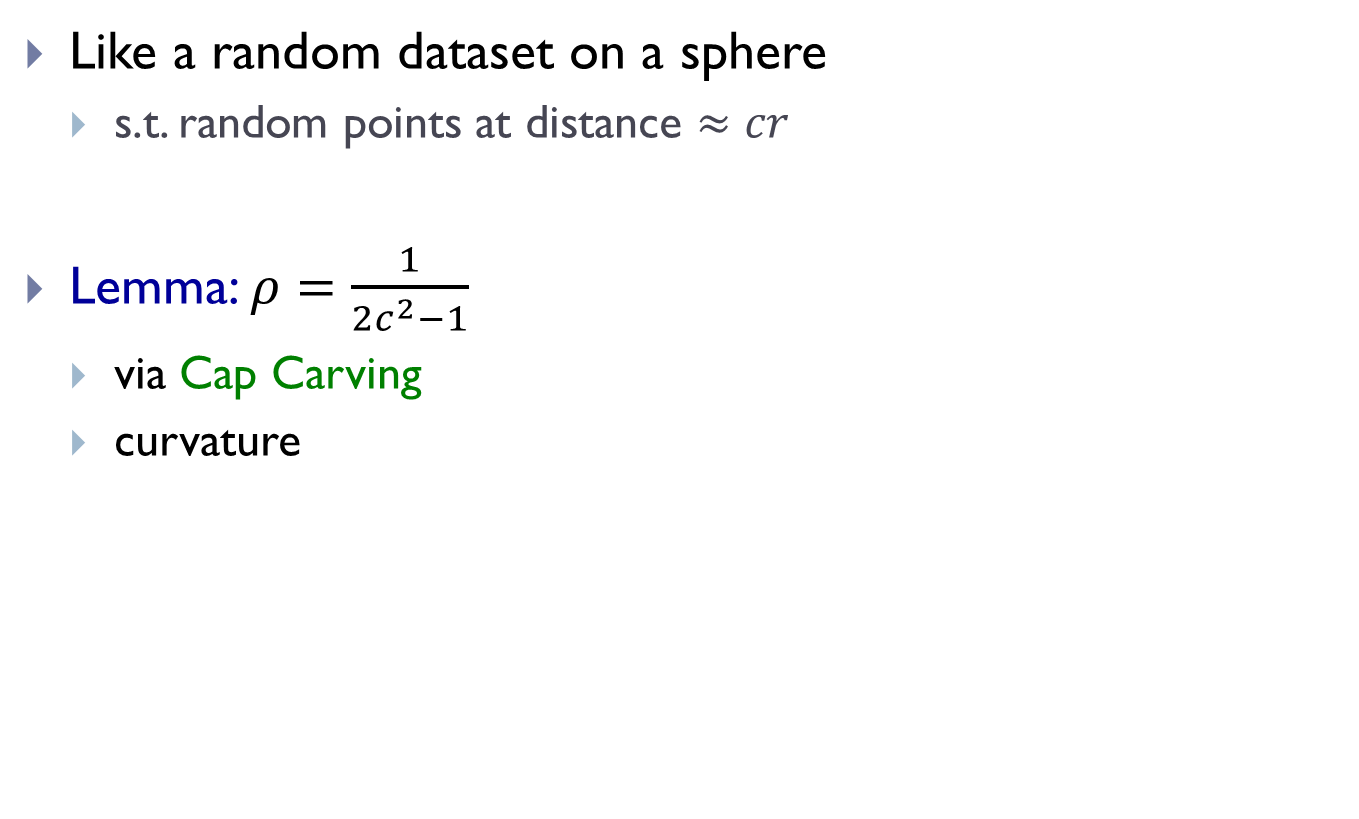 Like a random dataset on a sphere
s.t. random points at distance ≈ cr
Lemma: ρ = 1/(2c²−1)
via Cap Carving
curvature